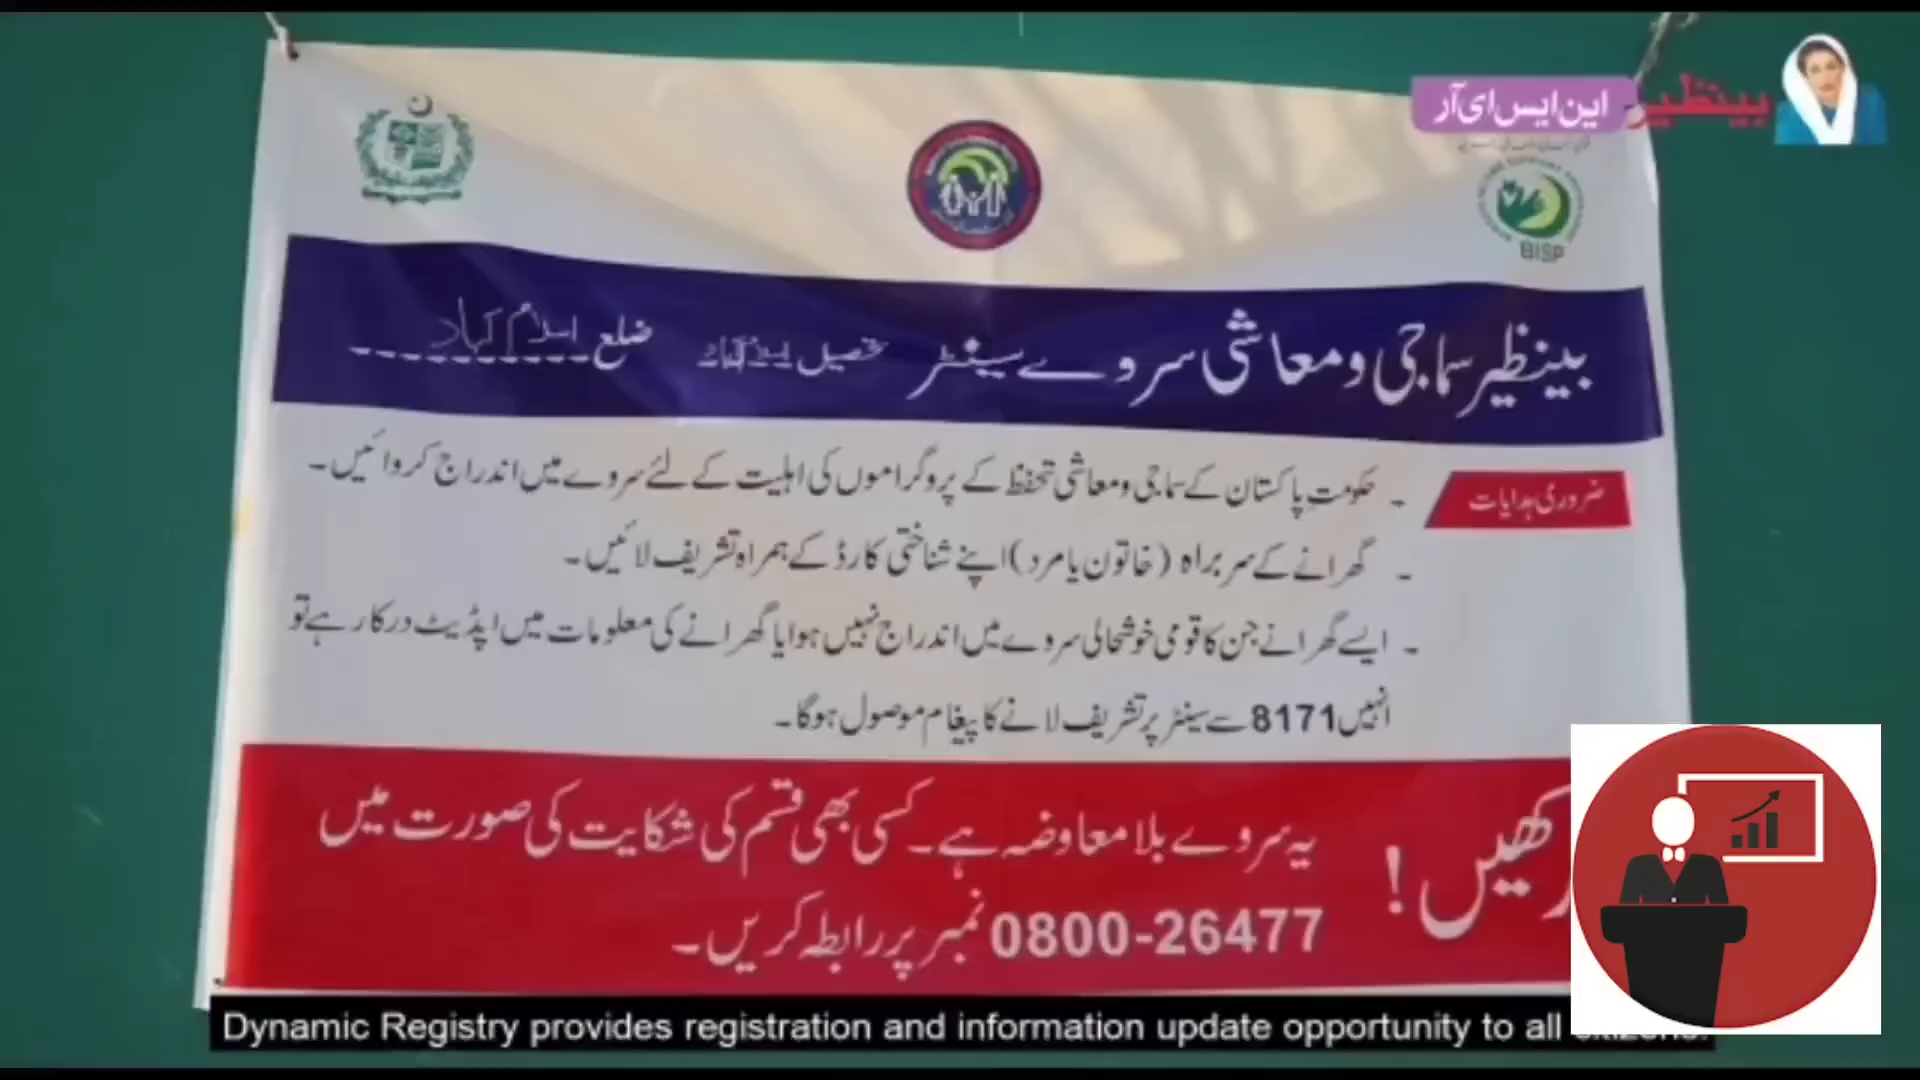 این ایس ای آر بینظیر
BISP
بینظیر سماجی و معاشی سروے سینٹر تحصیل اسلام آباد ضلع اسلام آباد
ضروری ہدایات
- حکومت پاکستان کے سماجی و معاشی تحفظ کے پروگراموں کی اہلیت کے لئے سروے میں اندراج کروائیں۔
- گھرانے کے سربراہ (خاتون یا مرد) اپنے شناختی کارڈ کے ہمراہ تشریف لائیں۔
- ایسے گھرانے جن کا قومی خوشحالی سروے میں اندراج نہیں ہوا یا گھرانے کی معلومات میں اپڈیٹ درکار ہے تو
انہیں 8171 سے سینٹر پر تشریف لانے کا پیغام موصول ہوگا۔
رکھیں!
یہ سروے بلا معاوضہ ہے۔ کسی بھی قسم کی شکایت کی صورت میں
0800-26477 نمبر پر رابطہ کریں۔
Dynamic Registry provides registration and information update opportunity to all